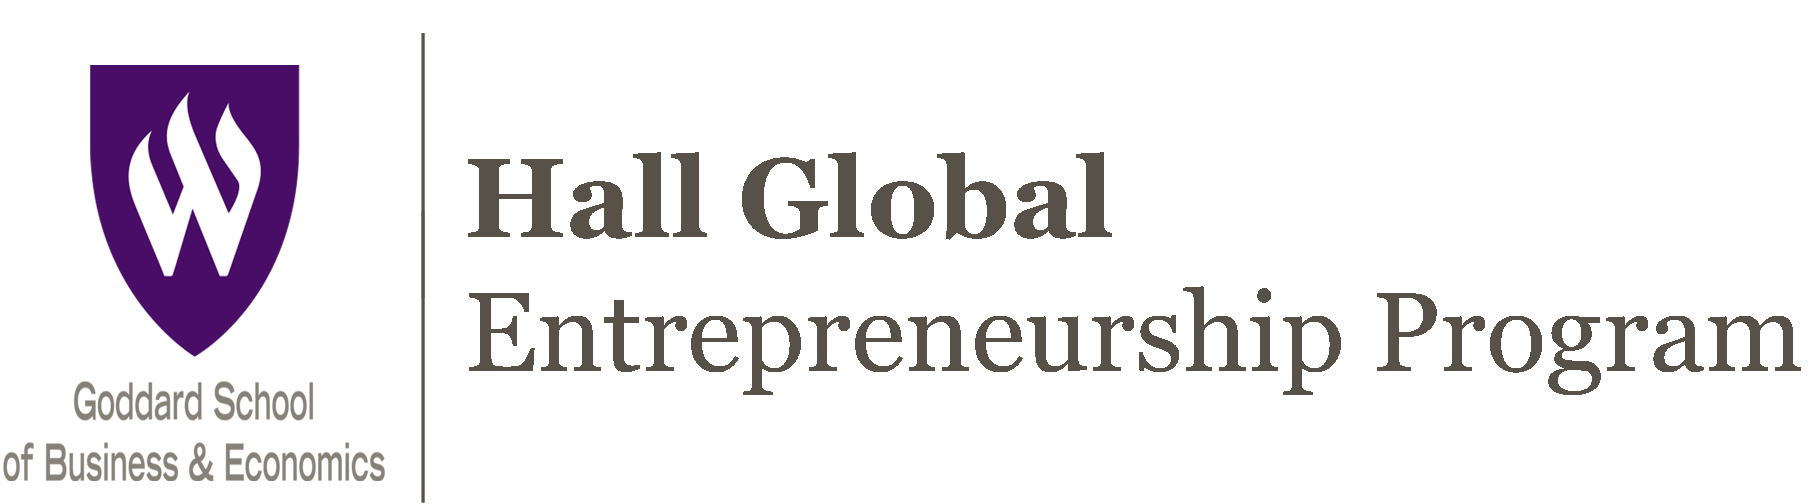 Goddard School
of Business & Economics
Hall Global
Entrepreneurship Program